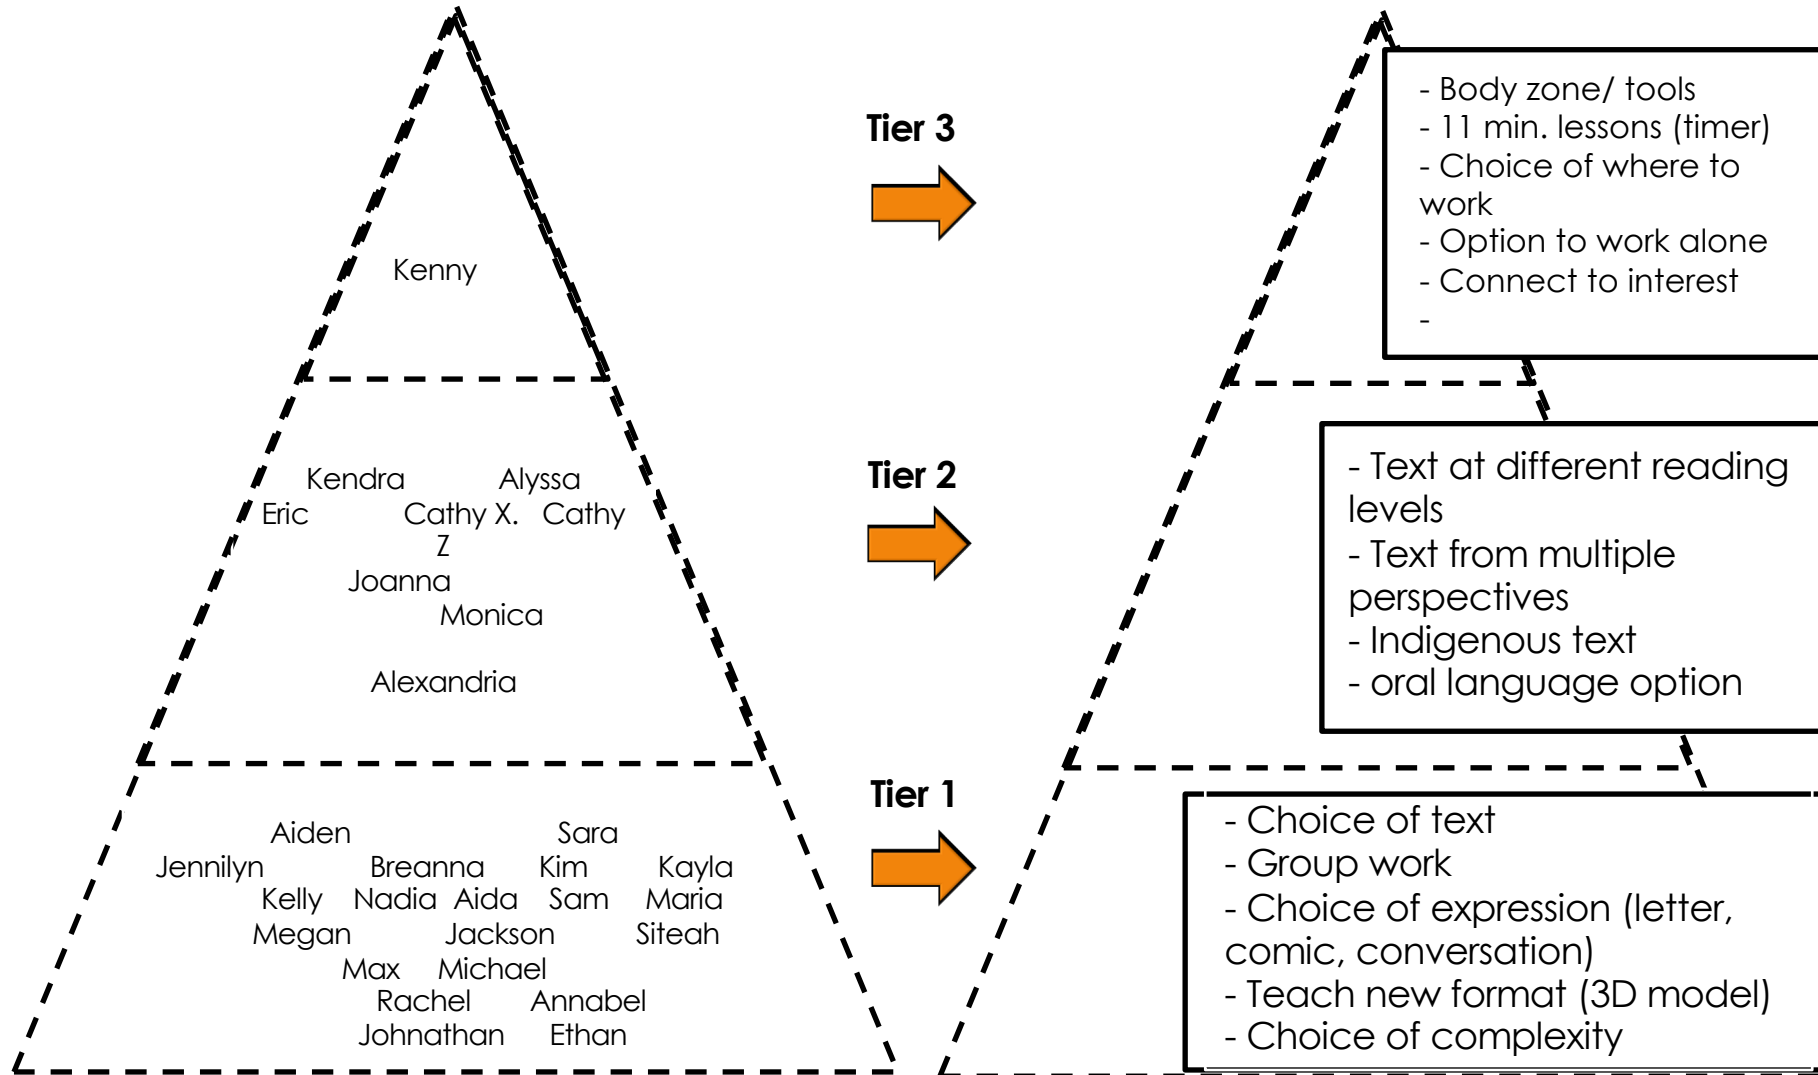 Kenny
Kendra Alyssa
Eric Cathy X. Cathy
Z
Joanna
Monica
Alexandria
Aiden Sara
Jennilyn Breanna Kim Kayla
Kelly Nadia Aida Sam Maria
Megan Jackson Siteah
Max Michael
Rachel Annabel
Johnathan Ethan
Tier 3
Tier 2
Tier 1
- Body zone/ tools
- 11 min. lessons (timer)
- Choice of where to
work
- Option to work alone
- Connect to interest
-
- Text at different reading
levels
- Text from multiple
perspectives
- Indigenous text
- oral language option
- Choice of text
- Group work
- Choice of expression (letter,
comic, conversation)
- Teach new format (3D model)
- Choice of complexity